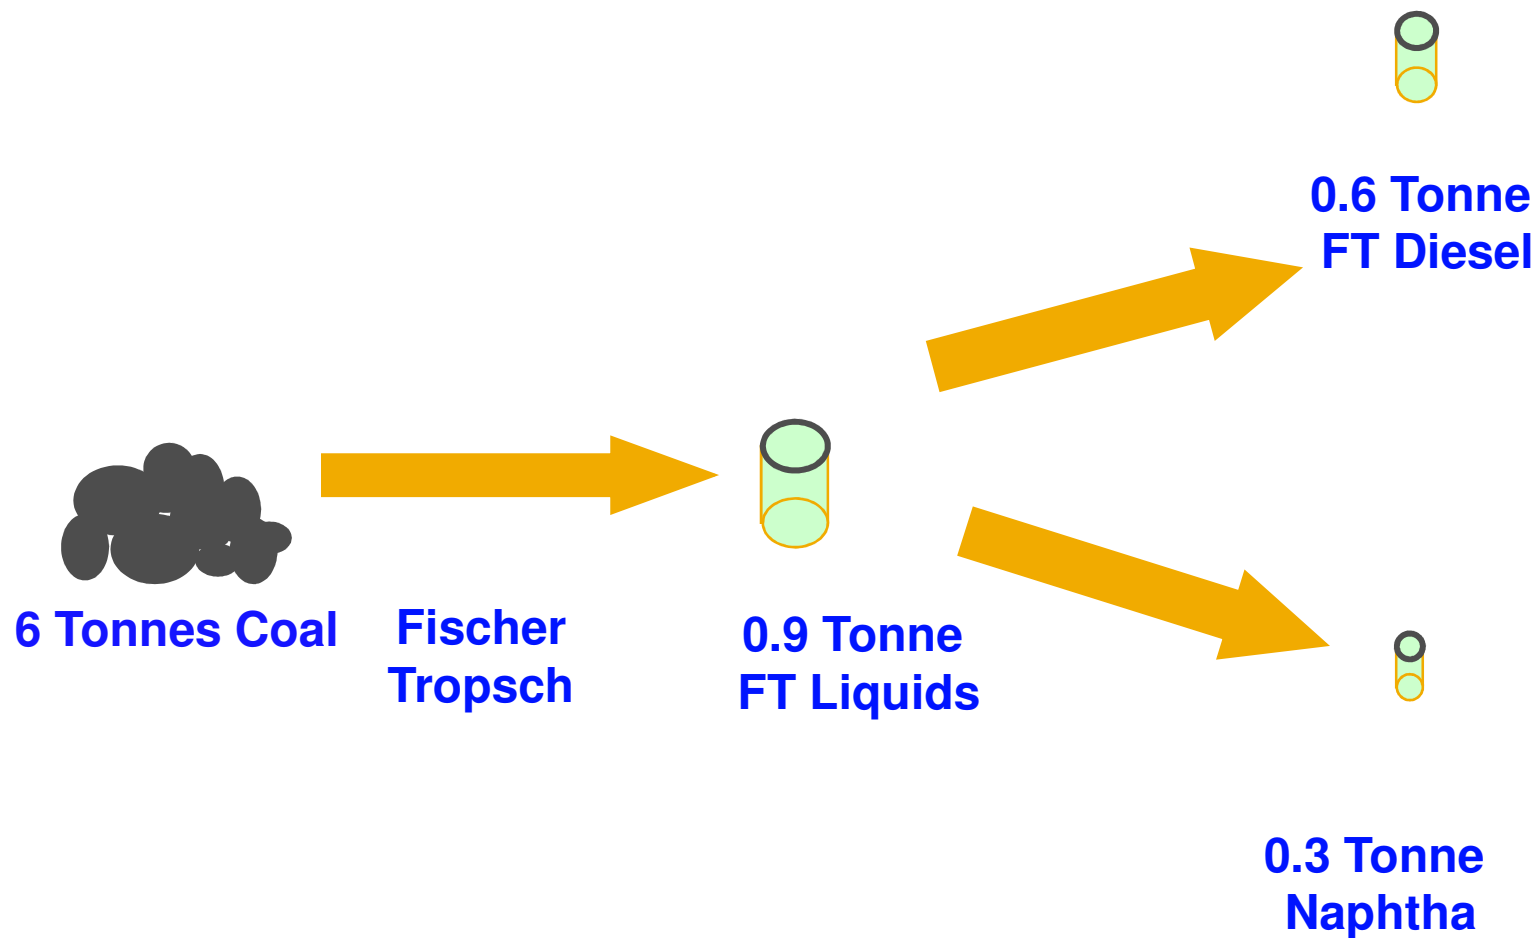 0.6 Tonne
FT Diesel
6 Tonnes Coal
Fischer
Tropsch
0.9 Tonne
FT Liquids
0.3 Tonne
Naphtha